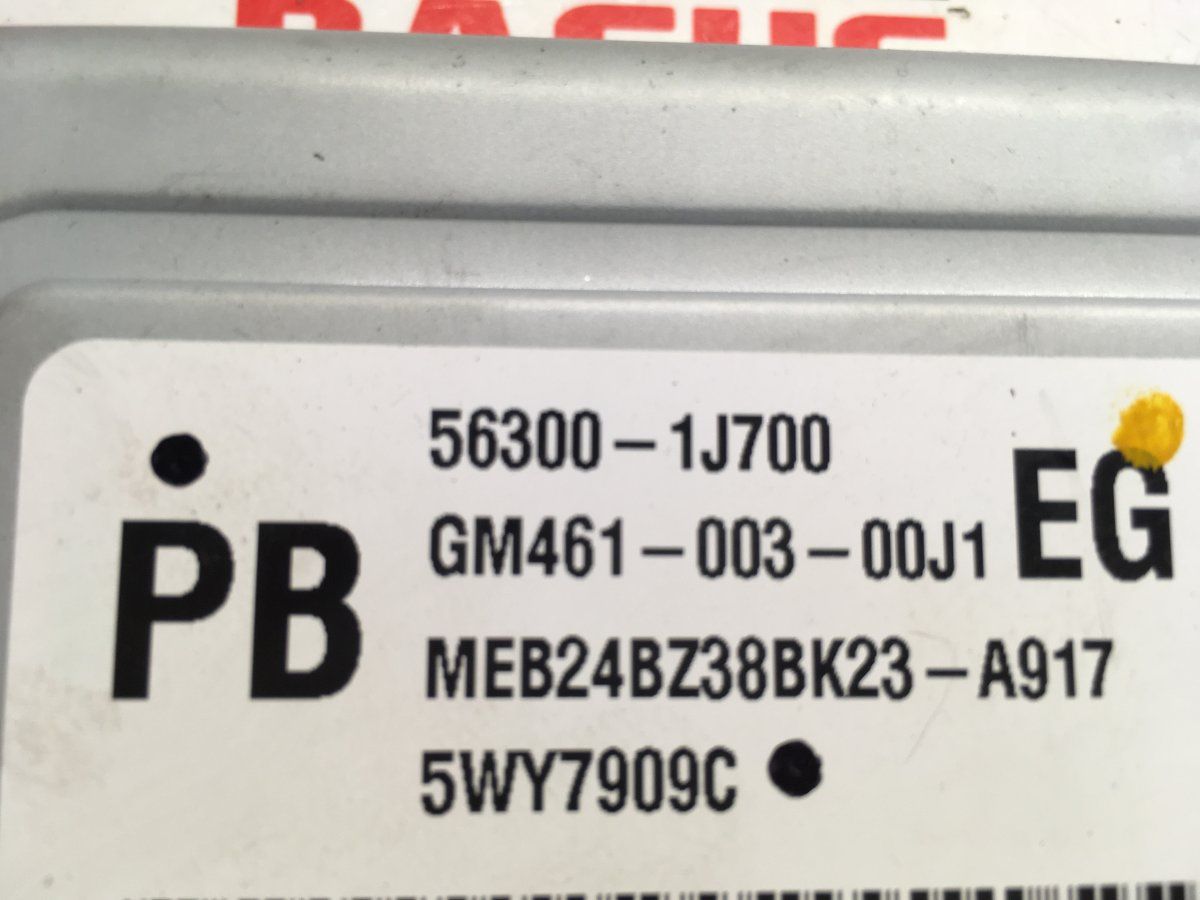 PB
56300-1J700
EG
GM461-003-00J1
MEB24BZ38BK23-A917
5WY7909C